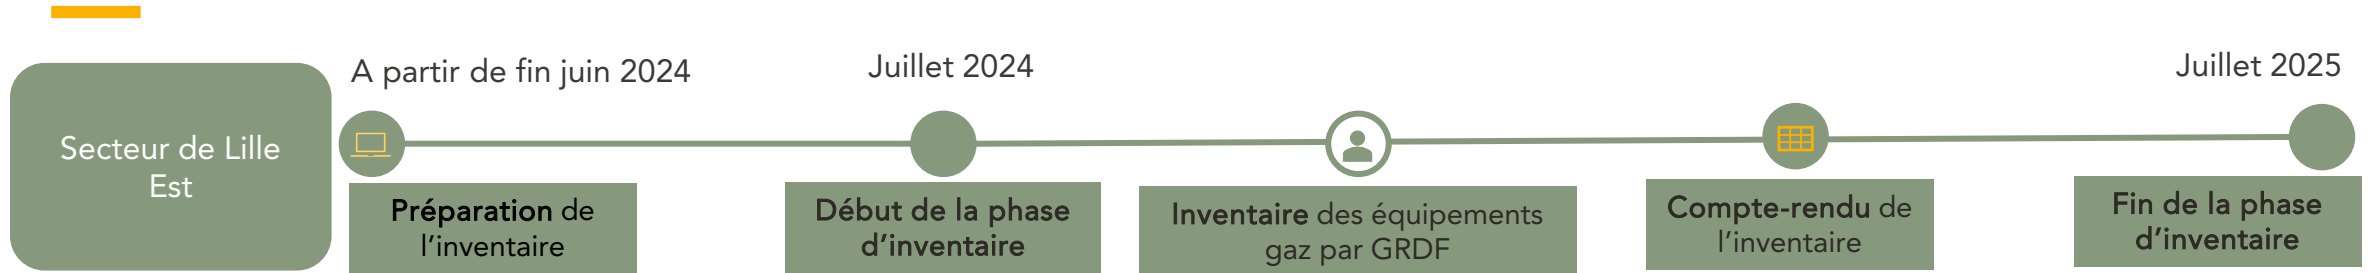 Secteur de Lille
Est
A partir de fin juin 2024
Juillet 2024
Juillet 2025
Préparation de
l’inventaire
Début de la phase
d’inventaire
Inventaire des équipements
gaz par GRDF
Compte-rendu de
l’inventaire
Fin de la phase
d’inventaire